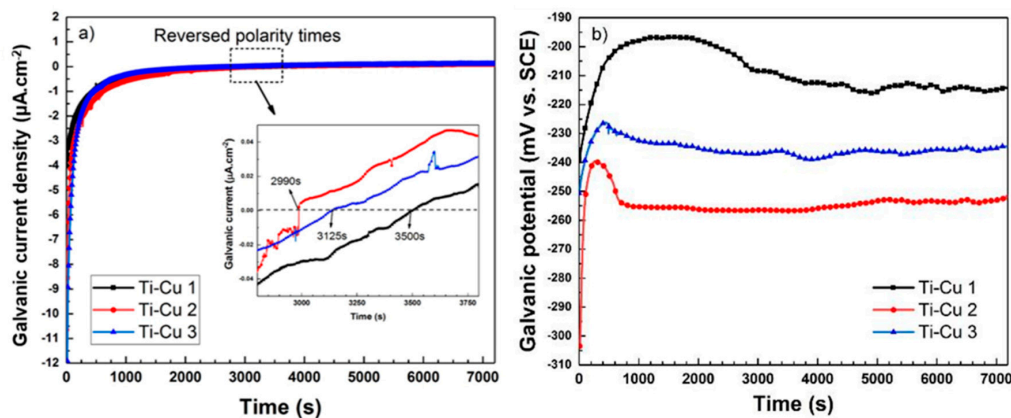 a)
Reversed polarity times
Galvanic current density (μA.cm-2)
2
1
0
-1
-2
-3
-4
-5
-6
-7
-8
-9
-10
-11
-12
Galvanic current (μA.cm-2)
0.04
0.02
0.00
-0.02
-0.04
2990s
3125s
3500s
3000
3250
3500
3750
Time (s)
Ti-Cu 1
Ti-Cu 2
Ti-Cu 3
0
1000
2000
3000
4000
5000
6000
7000
Time (s)
b)
Galvanic potential (mV vs. SCE)
-190
-200
-210
-220
-230
-240
-250
-260
-270
-280
-290
-300
-310
Ti-Cu 1
Ti-Cu 2
Ti-Cu 3
0
1000
2000
3000
4000
5000
6000
7000
Time (s)